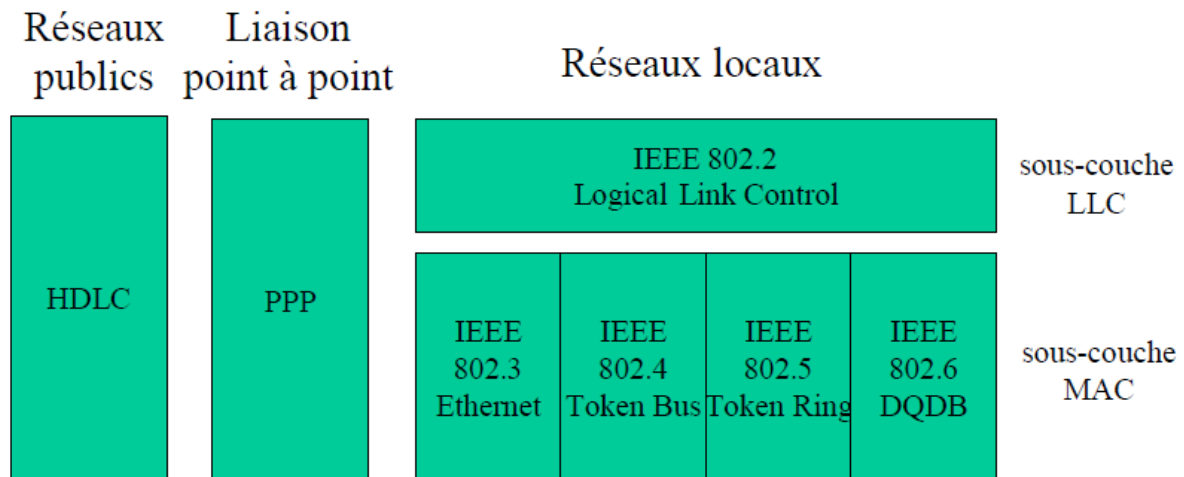 Réseaux
publics
Liaison
point à point
Réseaux locaux
HDLC
PPP
IEEE 802.2
Logical Link Control
sous-couche
LLC
IEEE
802.3
Ethernet
IEEE
802.4
Token Bus
IEEE
802.5
Token Ring
IEEE
802.6
DQDB
sous-couche
MAC